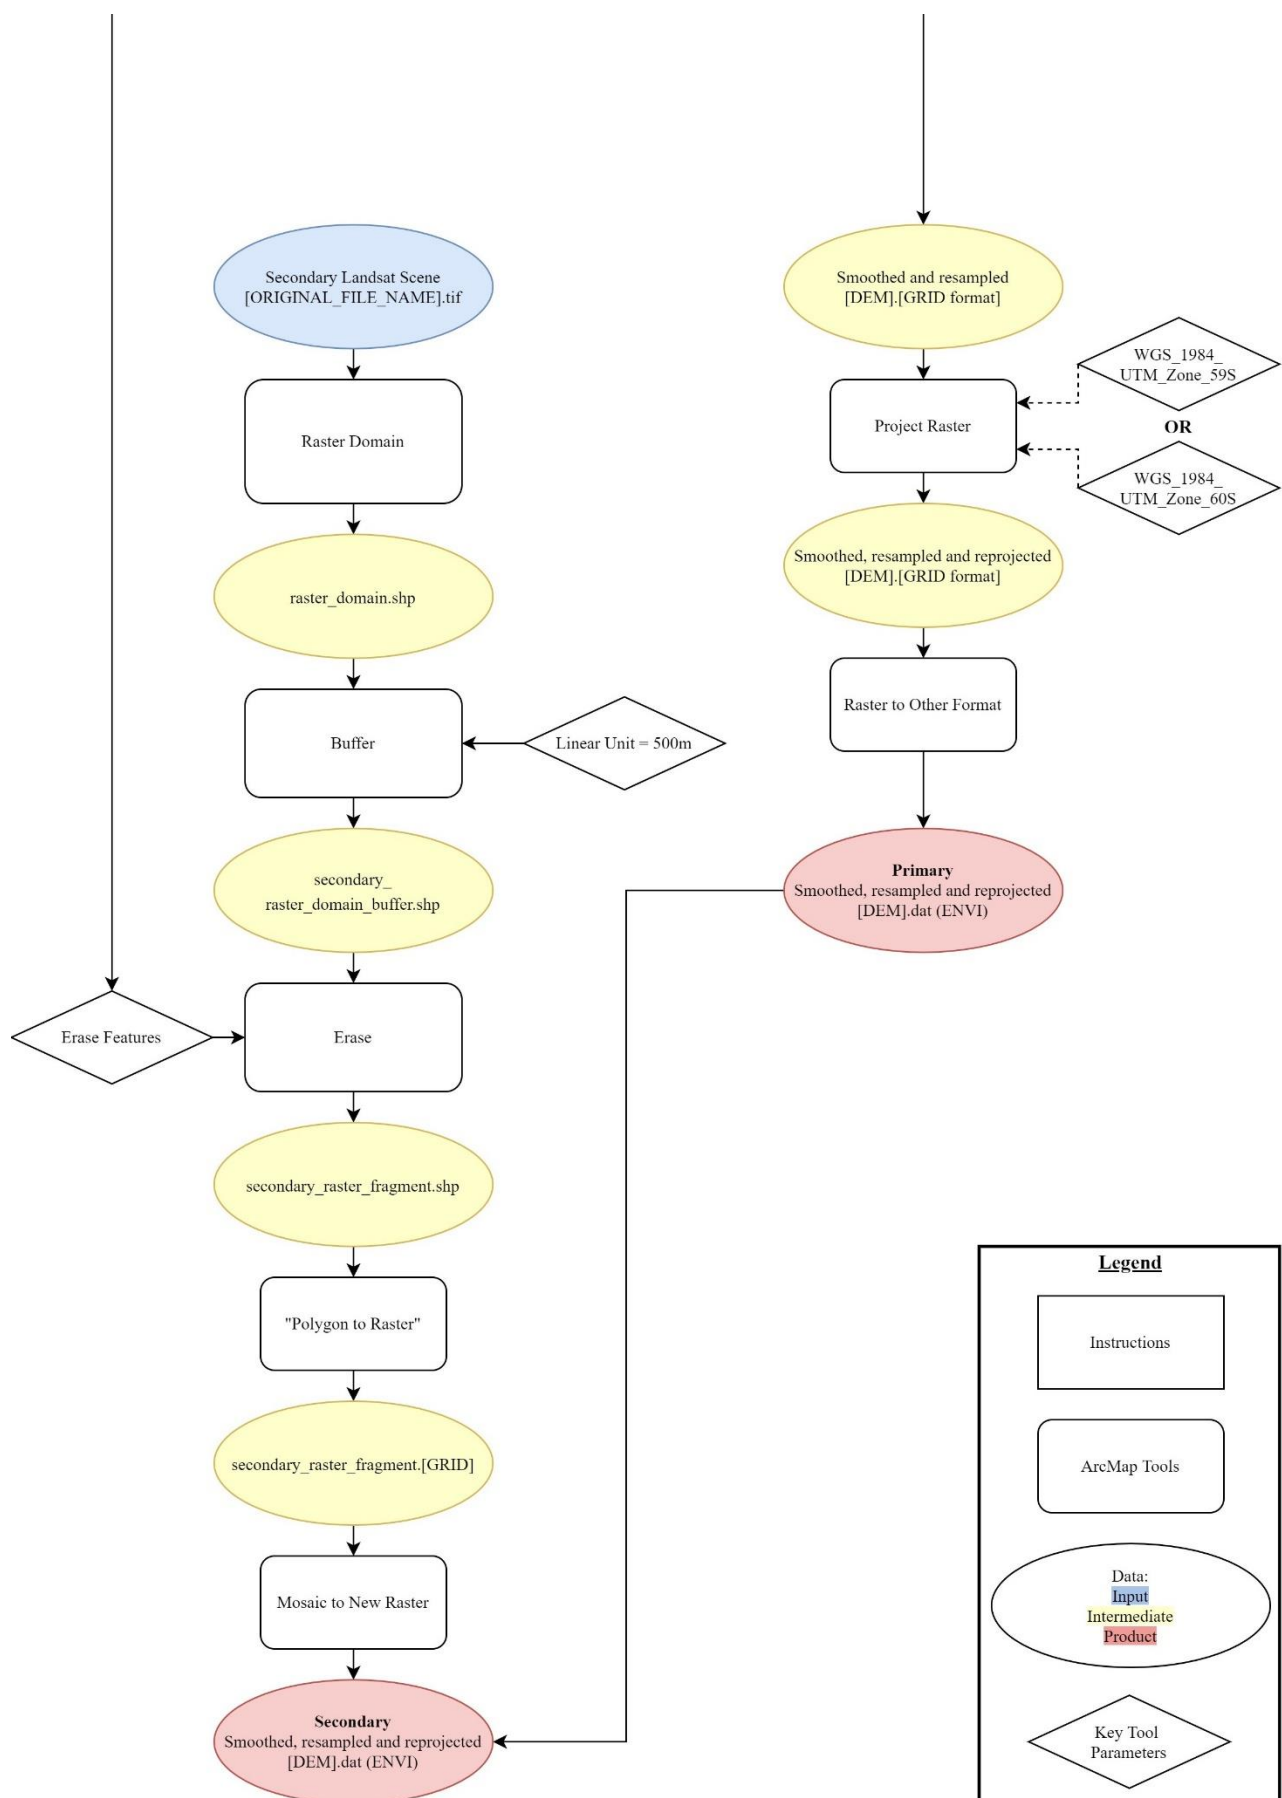 Secondary Landsat Scene
[ORIGINAL_FILE_NAME].tif
Raster Domain
raster_domain.shp
Buffer
Linear Unit = 500m
secondary_
raster_domain_buffer.shp
Erase Features
Erase
secondary_raster_fragment.shp
"Polygon to Raster"
secondary_raster_fragment.[GRID]
Mosaic to New Raster
Secondary
Smoothed, resampled and reprojected
[DEM].dat (ENVI)
Smoothed and resampled
[DEM].[GRID format]
Project Raster
WGS_1984_
UTM_Zone_59S
OR
WGS_1984_
UTM_Zone_60S
Smoothed, resampled and reprojected
[DEM].[GRID format]
Raster to Other Format
Primary
Smoothed, resampled and reprojected
[DEM].dat (ENVI)
Legend
Instructions
ArcMap Tools
Data:
Input
Intermediate
Product
Key Tool
Parameters